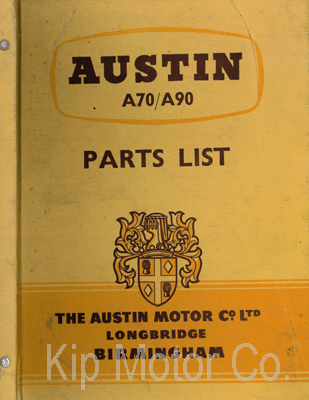 AUSTIN
A70/A90
PARTS LIST
THE AUSTIN MOTOR Cº LTD
LONGBRIDGE
BIRMINGHAM
Kip Motor Co.